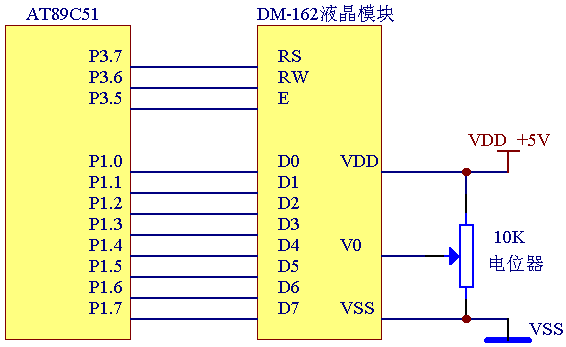 AT89C51
DM-162液晶模块
P3.7
RS
P3.6
RW
P3.5
E
VDD +5V
P1.0
D0
VDD
P1.1
D1
P1.2
D2
P1.3
D3
10K
P1.4
D4
V0
电位器
P1.5
D5
P1.6
D6
P1.7
D7
VSS
VSS